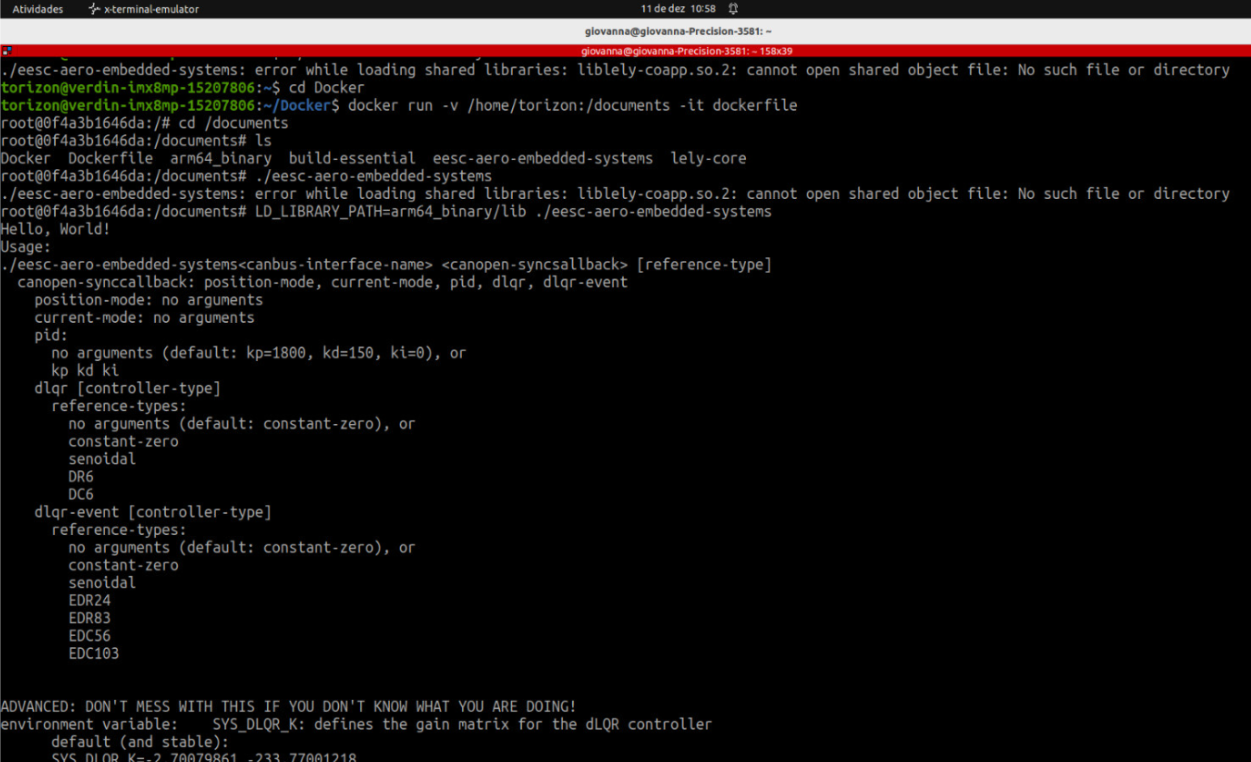 Atividades x-terminal-emulator 11 de dez 10:58
giovanna@giovanna-Precision-3581: ~
giovanna@giovanna-Precision-3581: ~ 158x39
./eesc-aero-embedded-systems: error while loading shared libraries: liblely-coapp.so.2: cannot open shared object file: No such file or directory
torizon@verdin-imx8mp-15207806:~$ cd Docker
torizon@verdin-imx8mp-15207806:~/Docker$ docker run -v /home/torizon:/documents -it dockerfile
root@0f4a3b1646da:/# cd /documents
root@0f4a3b1646da:/documents# ls
Docker  Dockerfile  arm64_binary  build-essential  eesc-aero-embedded-systems  lely-core
root@0f4a3b1646da:/documents# ./eesc-aero-embedded-systems
./eesc-aero-embedded-systems: error while loading shared libraries: liblely-coapp.so.2: cannot open shared object file: No such file or directory
root@0f4a3b1646da:/documents# LD_LIBRARY_PATH=arm64_binary/lib ./eesc-aero-embedded-systems
Hello, World!
Usage:
./eesc-aero-embedded-systems<canbus-interface-name> <canopen-syncsallback> [reference-type]
  canopen-synccallback: position-mode, current-mode, pid, dlqr, dlqr-event
    position-mode: no arguments
    current-mode: no arguments
    pid:
      no arguments (default: kp=1800, kd=150, ki=0), or
      kp kd ki
    dlqr [controller-type]
      reference-types:
        no arguments (default: constant-zero), or
        constant-zero
        senoidal
        DR6
        DC6
    dlqr-event [controller-type]
      reference-types:
        no arguments (default: constant-zero), or
        constant-zero
        senoidal
        EDR24
        EDR83
        EDC56
        EDC103
ADVANCED: DON'T MESS WITH THIS IF YOU DON'T KNOW WHAT YOU ARE DOING!
environment variable:    SYS_DLQR_K: defines the gain matrix for the dLQR controller
      default (and stable):
      SYS_DLQR_K=-2.70079861,-233.77001218